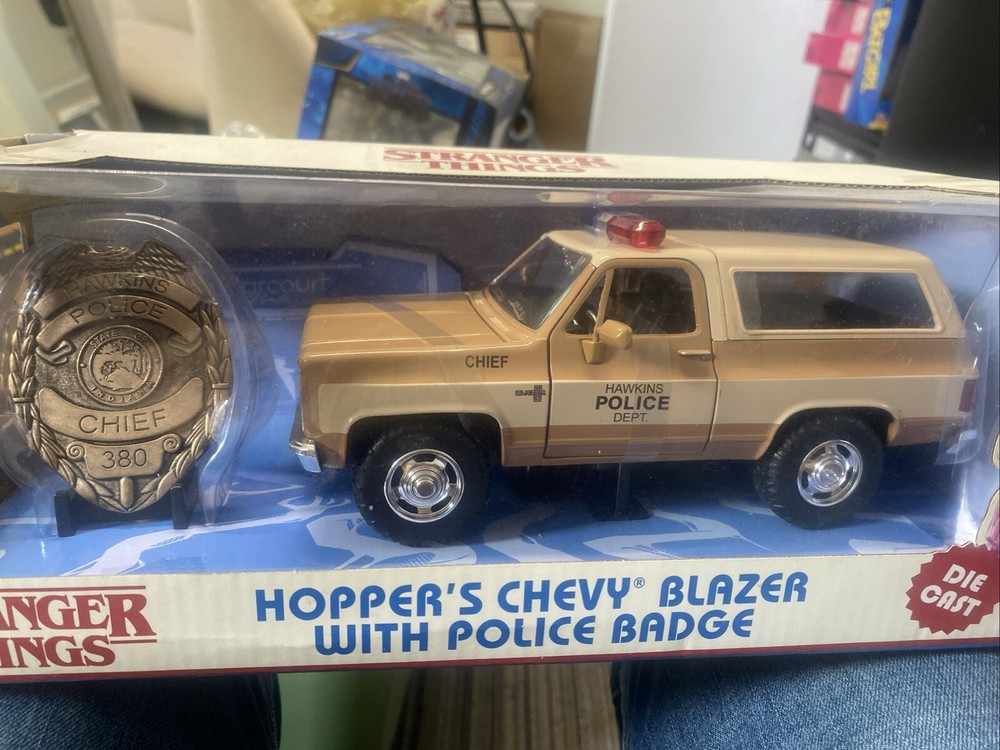 STRANGER
THINGS
HAWKINS
POLICE
STATE OF
INDIANA
CHIEF
380
CHIEF
HAWKINS
POLICE
DEPT.
ANGER
INGS
HOPPER'S CHEVY® BLAZER
WITH POLICE BADGE
DIE
CAST